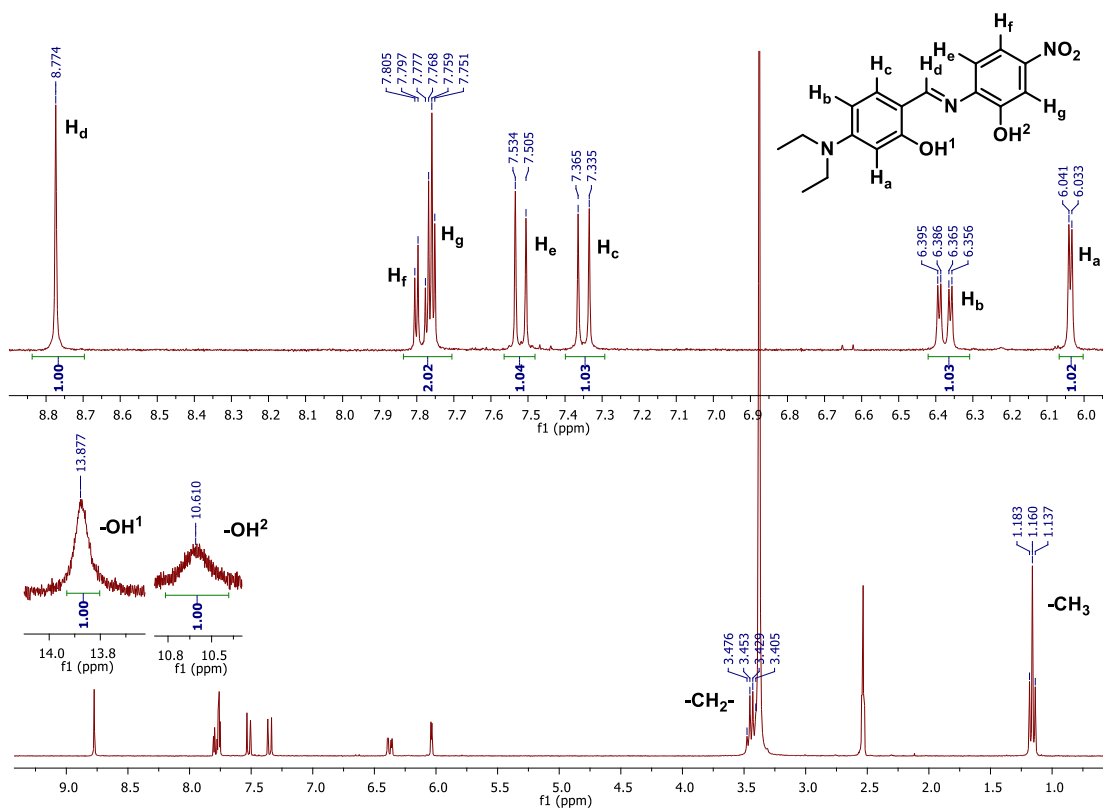 8.774
7.805
7.797
7.777
7.768
7.759
7.751
7.534
7.505
7.365
7.335
6.395
6.386
6.365
6.356
6.041
6.033
Hf
He
NO2
Hc
Hd
Hb
N
Hg
OH2
N
OH1
Ha
Hd
Hf
Hg
He
Hc
Hb
Ha
1.00
2.02
1.04
1.03
1.03
1.02
8.8 8.7 8.6 8.5 8.4 8.3 8.2 8.1 8.0 7.9 7.8 7.7 7.6 7.5 7.4 7.3 7.2 7.1 7.0 6.9 6.8 6.7 6.6 6.5 6.4 6.3 6.2 6.1 6.0
f1 (ppm)
13.877
-OH1
1.00
14.0 13.8
f1 (ppm)
10.610
-OH2
1.00
10.8 10.5
f1 (ppm)
3.476
3.453
3.429
3.405
-CH2-
1.183
1.160
1.137
-CH3
9.0 8.5 8.0 7.5 7.0 6.5 6.0 5.5 5.0 4.5 4.0 3.5 3.0 2.5 2.0 1.5 1.0
f1 (ppm)